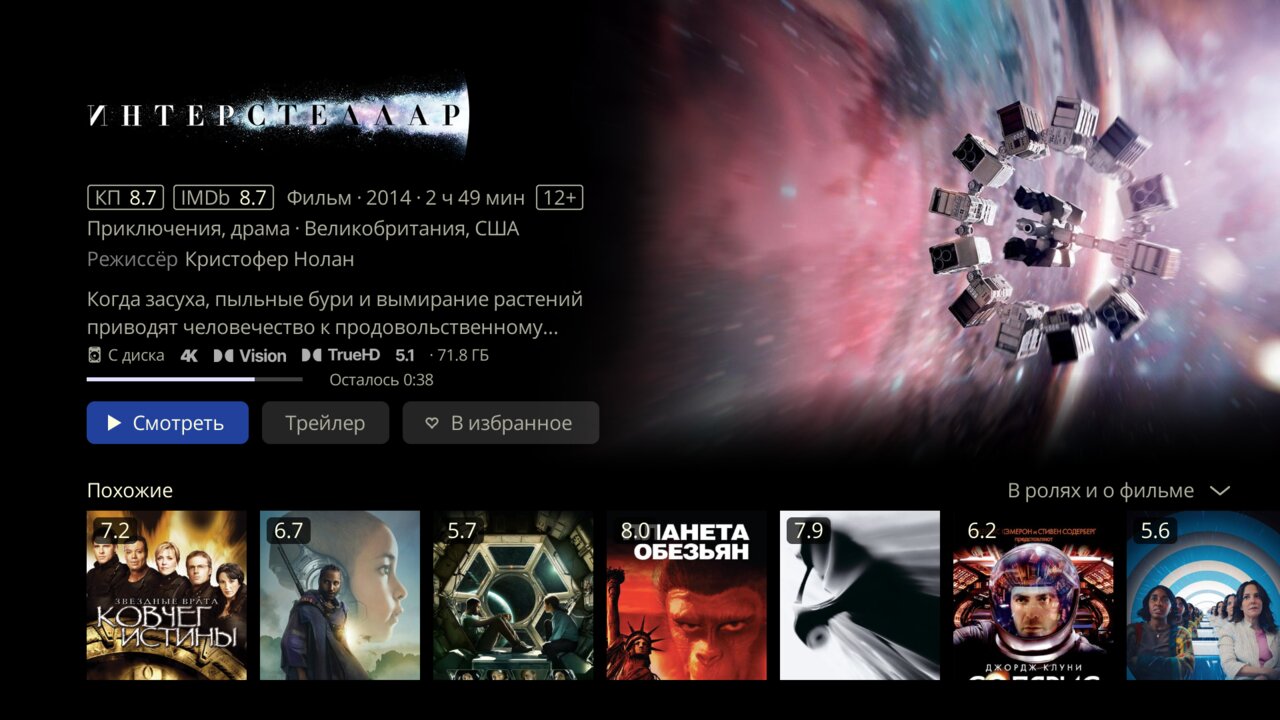 ИНТЕРСТЕЛЛАР
КП 8.7 IMDb 8.7 Фильм · 2014 · 2 ч 49 мин 12+
Приключения, драма · Великобритания, США
Режиссёр Кристофер Нолан
Когда засуха, пыльные бури и вымирание растений
приводят человечество к продовольственному...
С диска 4K Vision TrueHD 5.1 · 71.8 ГБ
Осталось 0:38
Смотреть Трейлер В избранное
Похожие
В ролях и о фильме
7.2
ЗВЕЗДНЫЕ ВРАТА
КОВЧЕГ
ИСТИНЫ
6.7
5.7
8.0
ОБЕЗЬЯН
7.9
6.2
И СТИВЕН СОДЕРБЕРГ
представляют
ДЖОРДЖ КЛУНИ
5.6